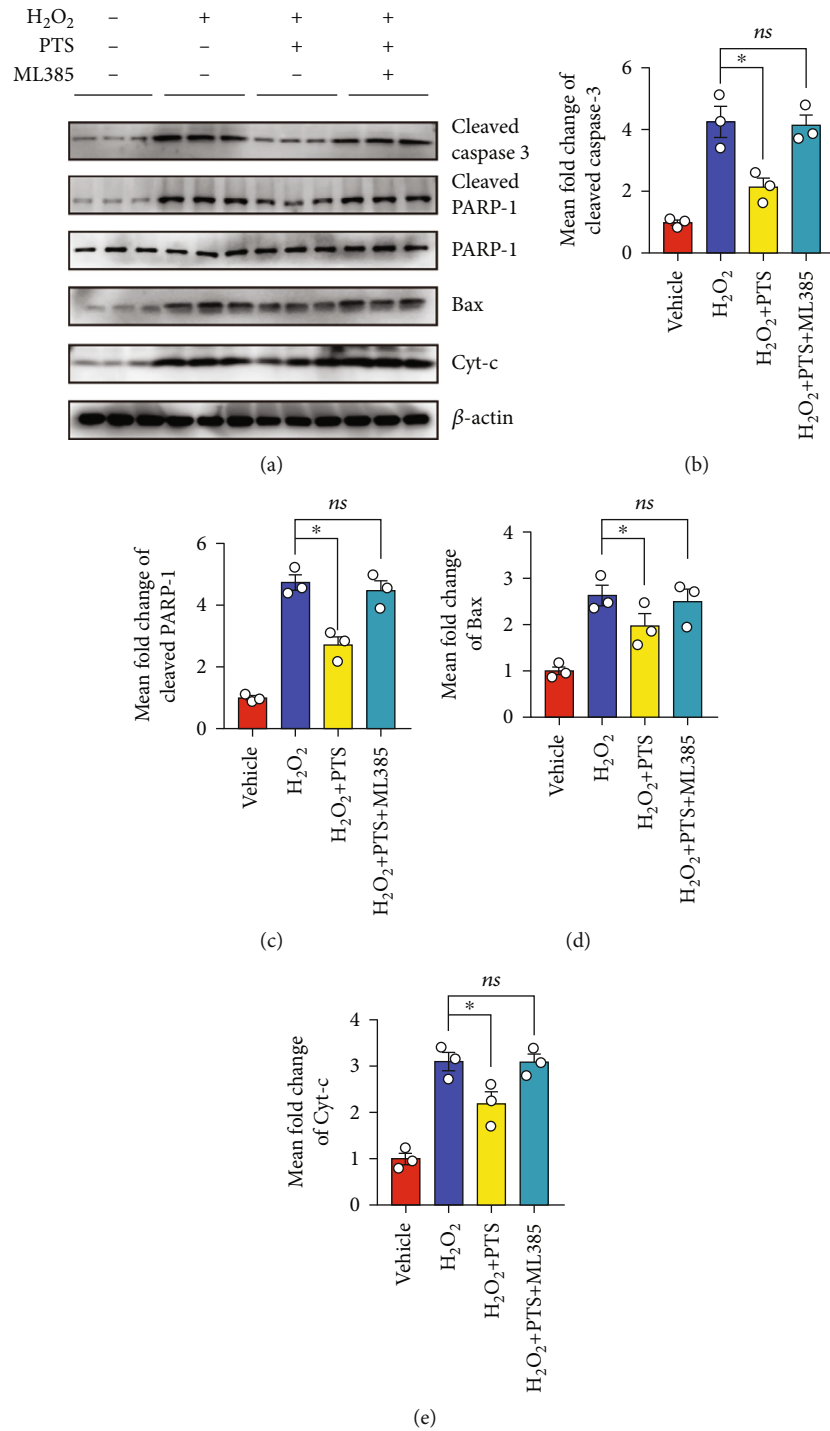 H₂O₂ – + + +
PTS – – + +
ML385 – – – +
Cleaved
caspase 3
Cleaved
PARP-1
PARP-1
Bax
Cyt-c
β-actin
(a)
ns
*
6
4
2
0
Mean fold change of
cleaved caspase-3
Vehicle
H₂O₂
H₂O₂+PTS
H₂O₂+PTS+ML385
(b)
ns
*
6
4
2
0
Mean fold change of
cleaved PARP-1
Vehicle
H₂O₂
H₂O₂+PTS
H₂O₂+PTS+ML385
(c)
ns
*
4
3
2
1
0
Mean fold change
of Bax
Vehicle
H₂O₂
H₂O₂+PTS
H₂O₂+PTS+ML385
(d)
ns
*
4
3
2
1
0
Mean fold change
of Cyt-c
Vehicle
H₂O₂
H₂O₂+PTS
H₂O₂+PTS+ML385
(e)